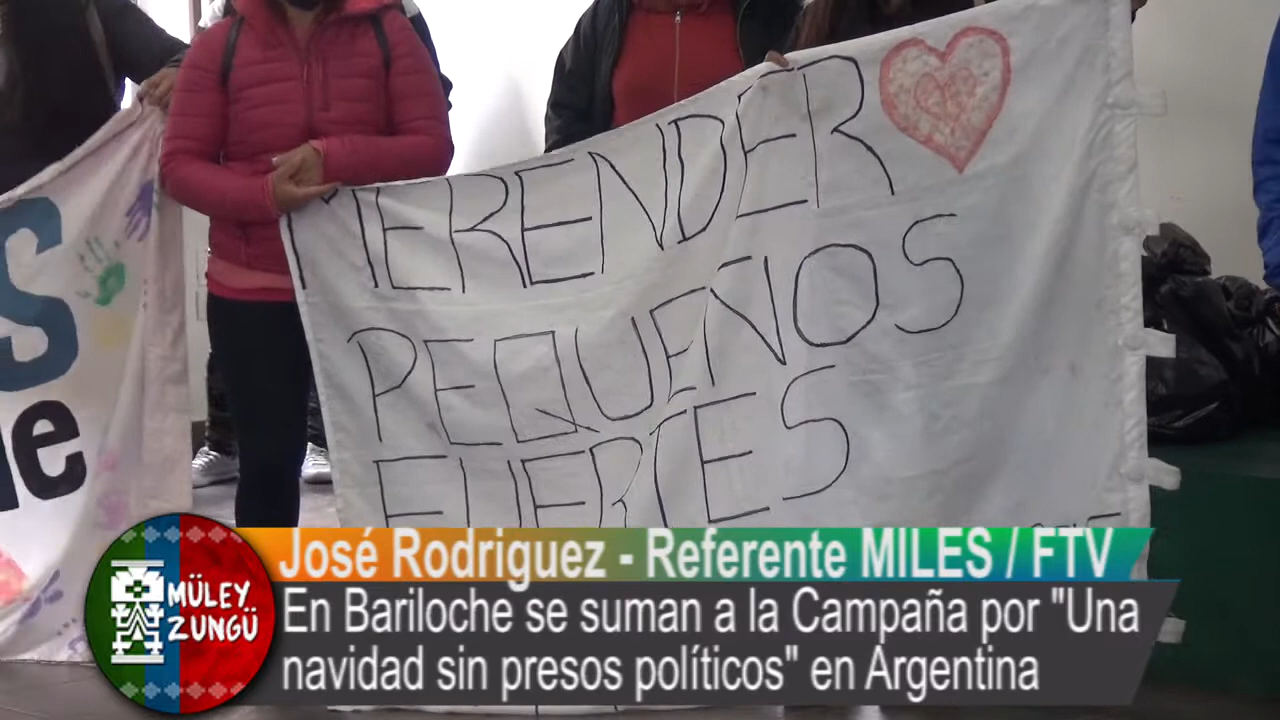 MERENDER
PEQUEÑOS
FUERTES
S
José Rodriguez - Referente MILES / FTV
MÜLEY
ZUNGÜ
En Bariloche se suman a la Campaña por "Una
navidad sin presos políticos" en Argentina